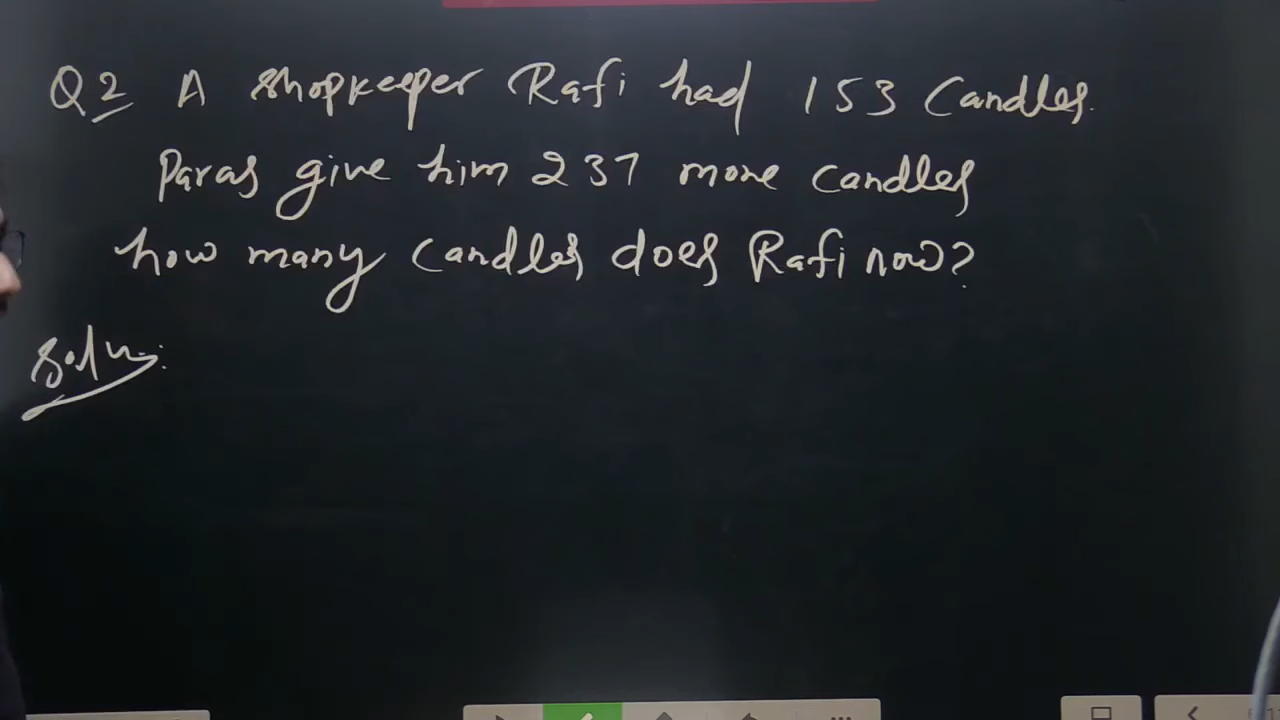 Q2 A shopkeeper Rafi had 153 Candles.
Paras give him 237 more candles
how many candles does Rafi now?
Soln: